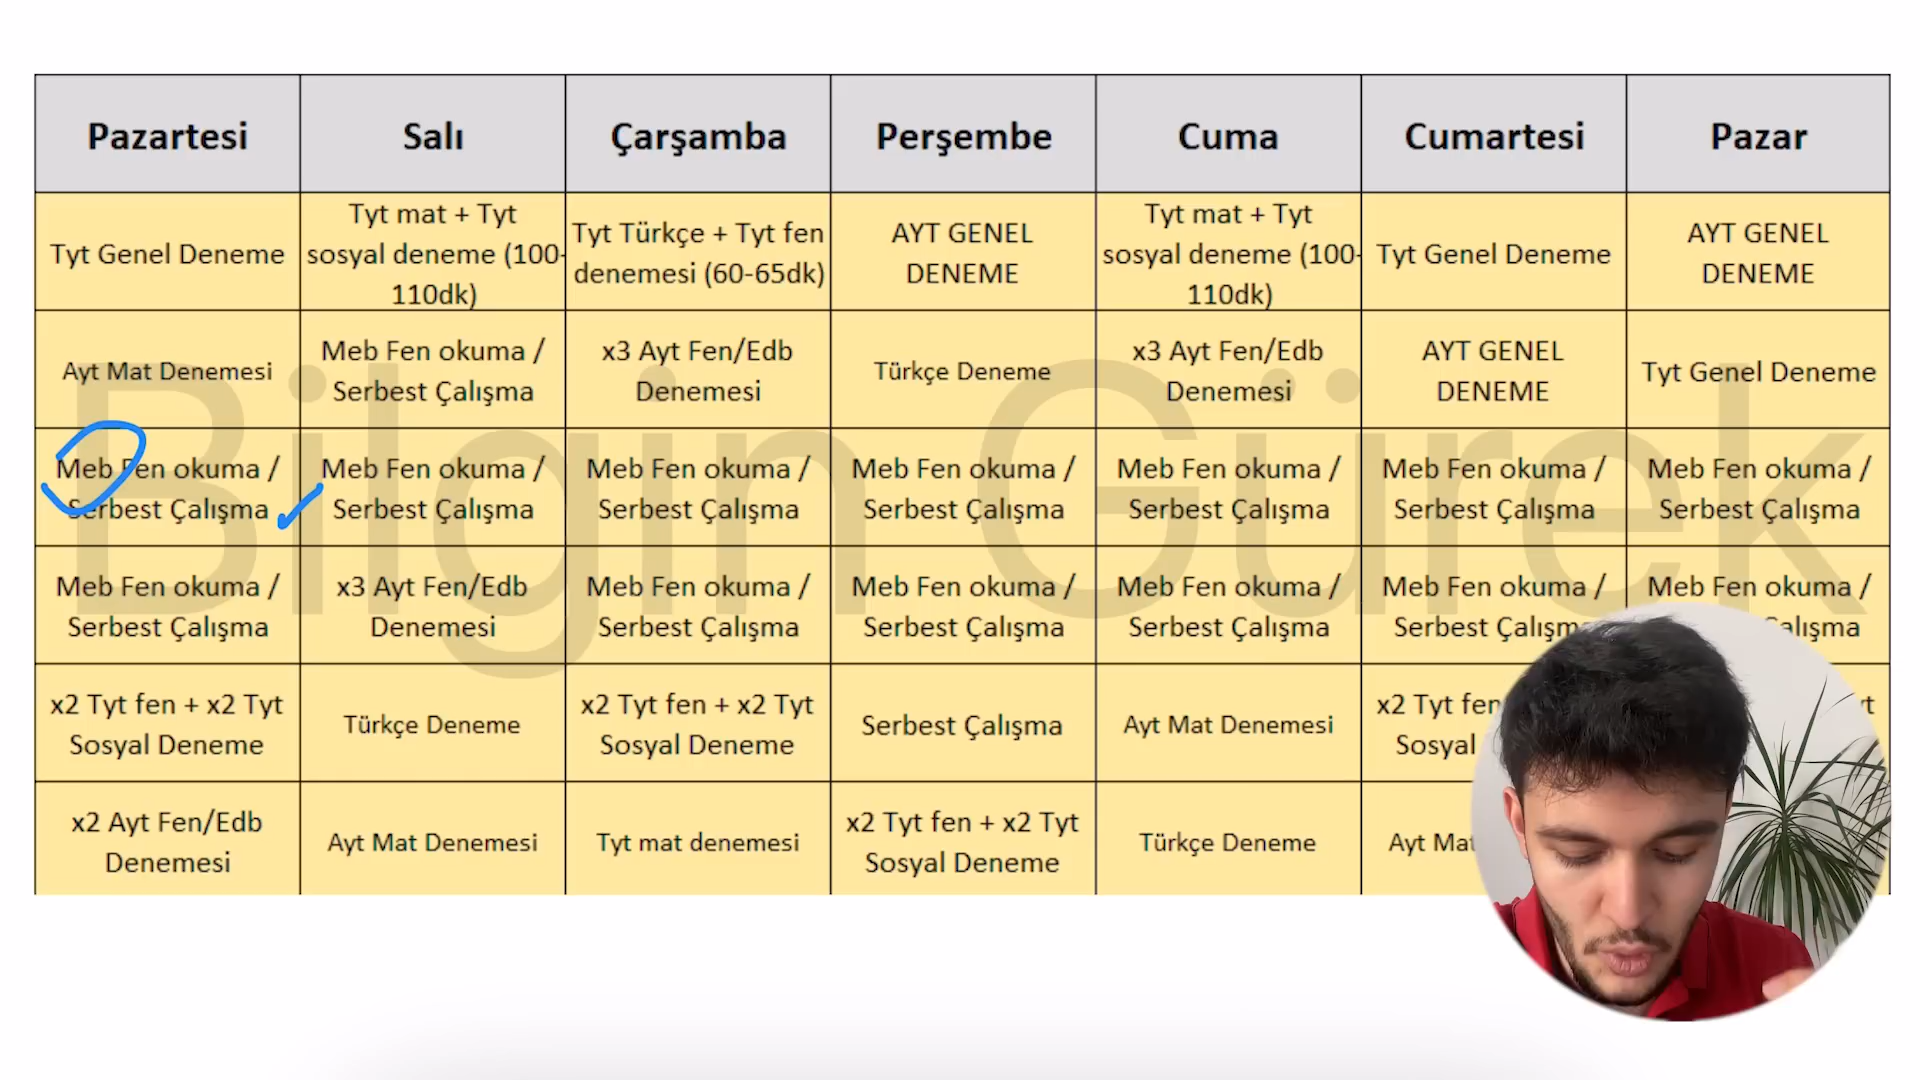 Pazartesi
Salı
Çarşamba
Perşembe
Cuma
Cumartesi
Pazar
Tyt Genel Deneme
Tyt mat + Tyt
sosyal deneme (100-
110dk)
Tyt Türkçe + Tyt fen
denemesi (60-65dk)
AYT GENEL
DENEME
Tyt mat + Tyt
sosyal deneme (100-
110dk)
Tyt Genel Deneme
AYT GENEL
DENEME
Ayt Mat Denemesi
Meb Fen okuma /
Serbest Çalışma
x3 Ayt Fen/Edb
Denemesi
Türkçe Deneme
x3 Ayt Fen/Edb
Denemesi
AYT GENEL
DENEME
Tyt Genel Deneme
Meb Fen okuma /
Serbest Çalışma
Meb Fen okuma /
Serbest Çalışma
Meb Fen okuma /
Serbest Çalışma
Meb Fen okuma /
Serbest Çalışma
Meb Fen okuma /
Serbest Çalışma
Meb Fen okuma /
Serbest Çalışma
Meb Fen okuma /
Serbest Çalışma
Meb Fen okuma /
Serbest Çalışma
x3 Ayt Fen/Edb
Denemesi
Meb Fen okuma /
Serbest Çalışma
Meb Fen okuma /
Serbest Çalışma
Meb Fen okuma /
Serbest Çalışma
Meb Fen okuma /
Serbest
Meb Fen okuma /
x2 Tyt fen + x2 Tyt
Sosyal Deneme
Türkçe Deneme
x2 Tyt fen + x2 Tyt
Sosyal Deneme
Serbest Çalışma
Ayt Mat Denemesi
x2 Tyt fen
Sosyal
x2 Ayt Fen/Edb
Denemesi
Ayt Mat Denemesi
Tyt mat denemesi
x2 Tyt fen + x2 Tyt
Sosyal Deneme
Türkçe Deneme
Ayt Mat
Bilgin Gürek